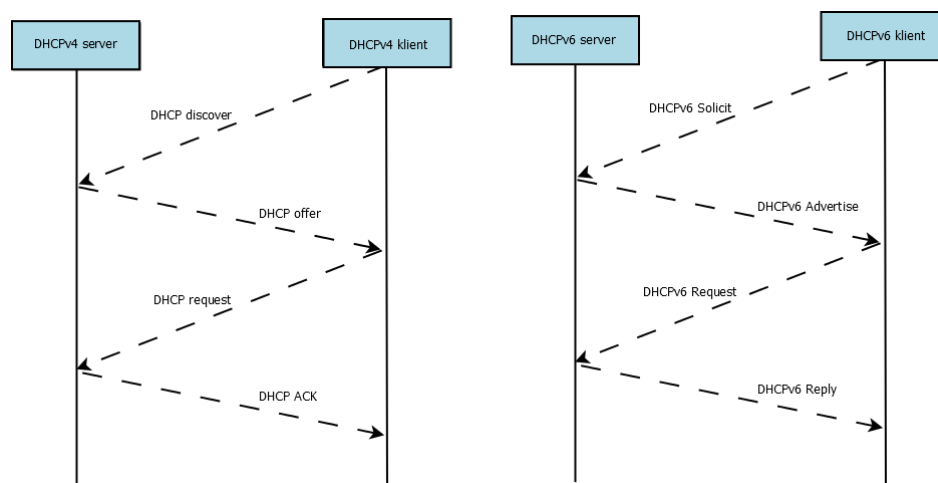 DHCPv4 server
DHCPv4 klient
DHCP discover
DHCP offer
DHCP request
DHCP ACK
DHCPv6 server
DHCPv6 klient
DHCPv6 Solicit
DHCPv6 Advertise
DHCPv6 Request
DHCPv6 Reply